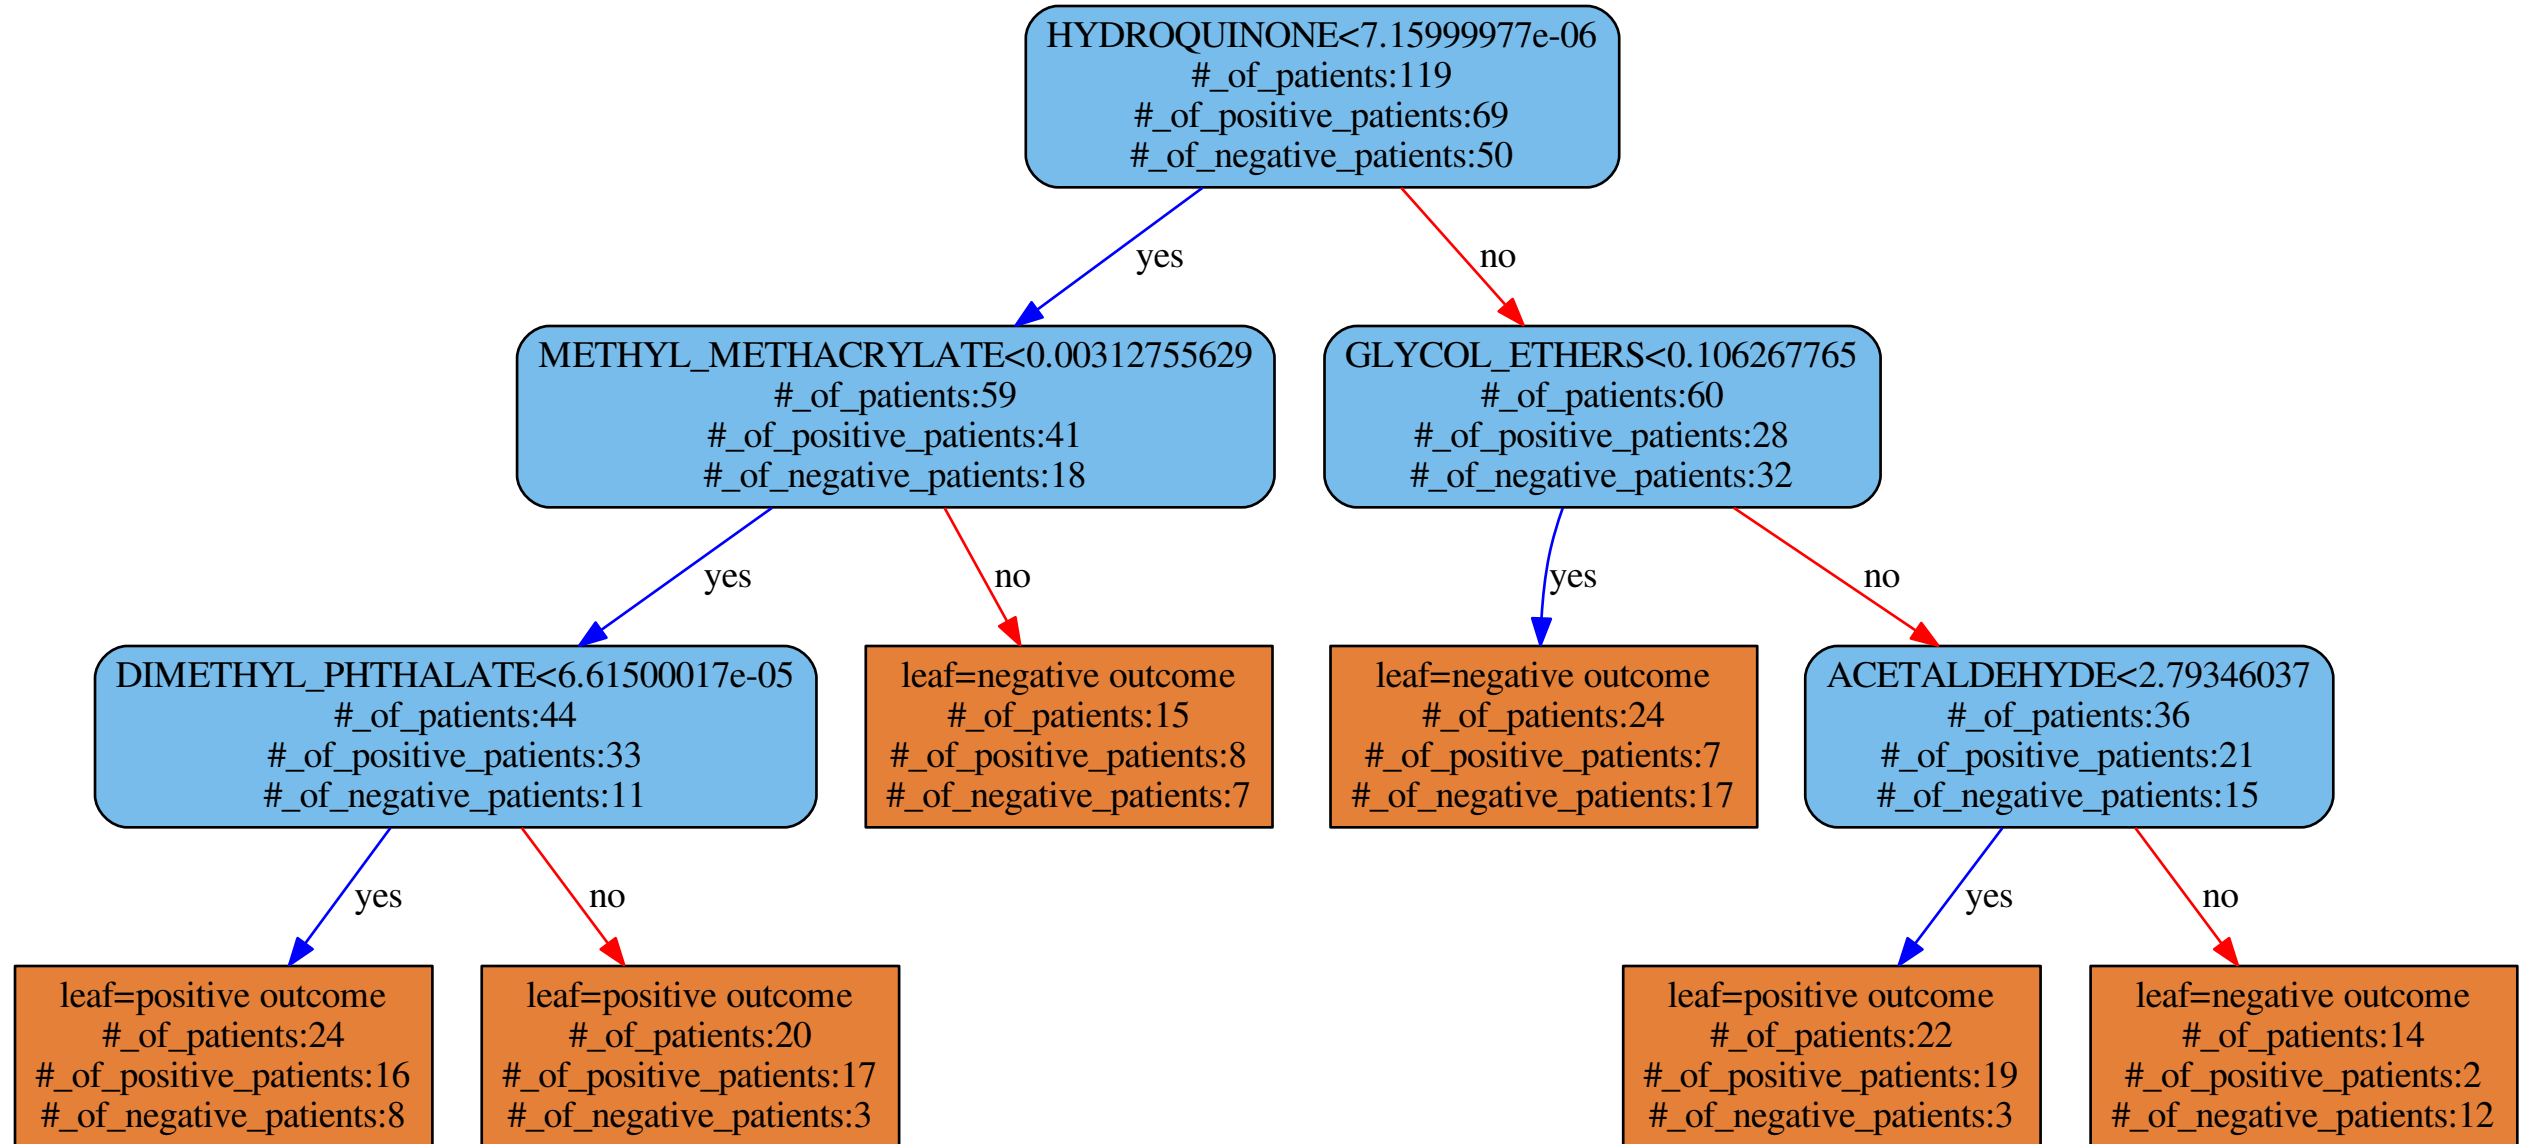 HYDROQUINONE<7.15999977e-06
#_of_patients:119
#_of_positive_patients:69
#_of_negative_patients:50
yes
no
METHYL_METHACRYLATE<0.00312755629
#_of_patients:59
#_of_positive_patients:41
#_of_negative_patients:18
GLYCOL_ETHERS<0.106267765
#_of_patients:60
#_of_positive_patients:28
#_of_negative_patients:32
yes
no
yes
no
DIMETHYL_PHTHALATE<6.61500017e-05
#_of_patients:44
#_of_positive_patients:33
#_of_negative_patients:11
leaf=negative outcome
#_of_patients:15
#_of_positive_patients:8
#_of_negative_patients:7
leaf=negative outcome
#_of_patients:24
#_of_positive_patients:7
#_of_negative_patients:17
ACETALDEHYDE<2.79346037
#_of_patients:36
#_of_positive_patients:21
#_of_negative_patients:15
yes
no
yes
no
leaf=positive outcome
#_of_patients:24
#_of_positive_patients:16
#_of_negative_patients:8
leaf=positive outcome
#_of_patients:20
#_of_positive_patients:17
#_of_negative_patients:3
leaf=positive outcome
#_of_patients:22
#_of_positive_patients:19
#_of_negative_patients:3
leaf=negative outcome
#_of_patients:14
#_of_positive_patients:2
#_of_negative_patients:12